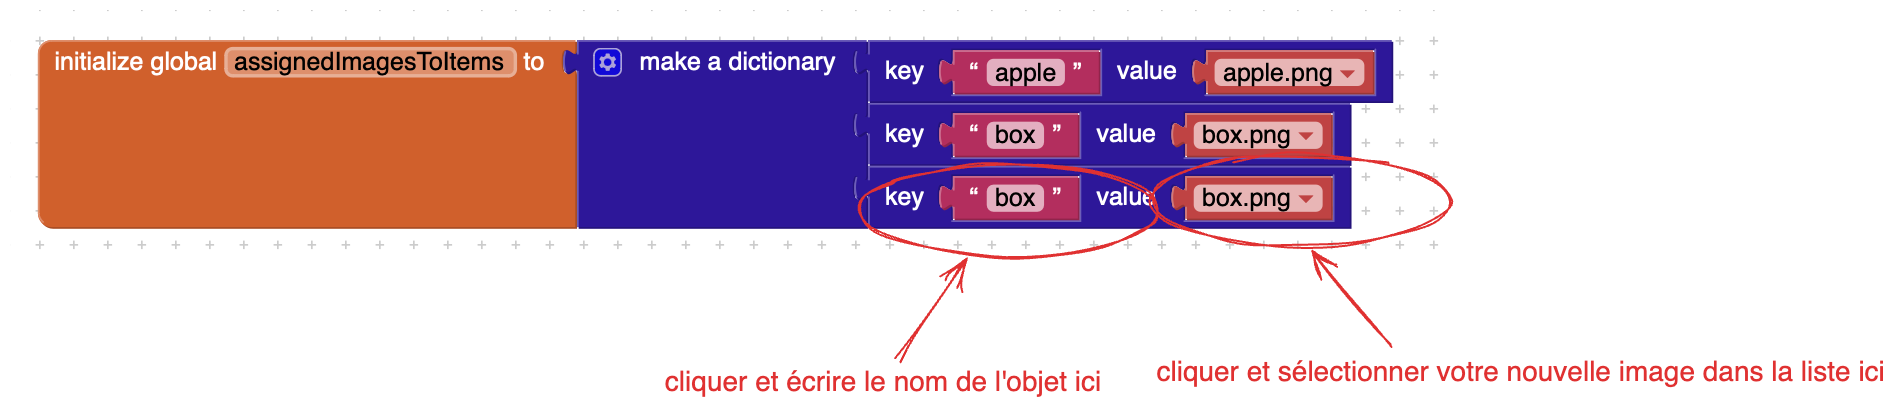 initialize global assignedImagesToItems to make a dictionary key “ apple ” value apple.png
key “ box ” value box.png
key “ box ” value box.png
cliquer et écrire le nom de l'objet ici
cliquer et sélectionner votre nouvelle image dans la liste ici